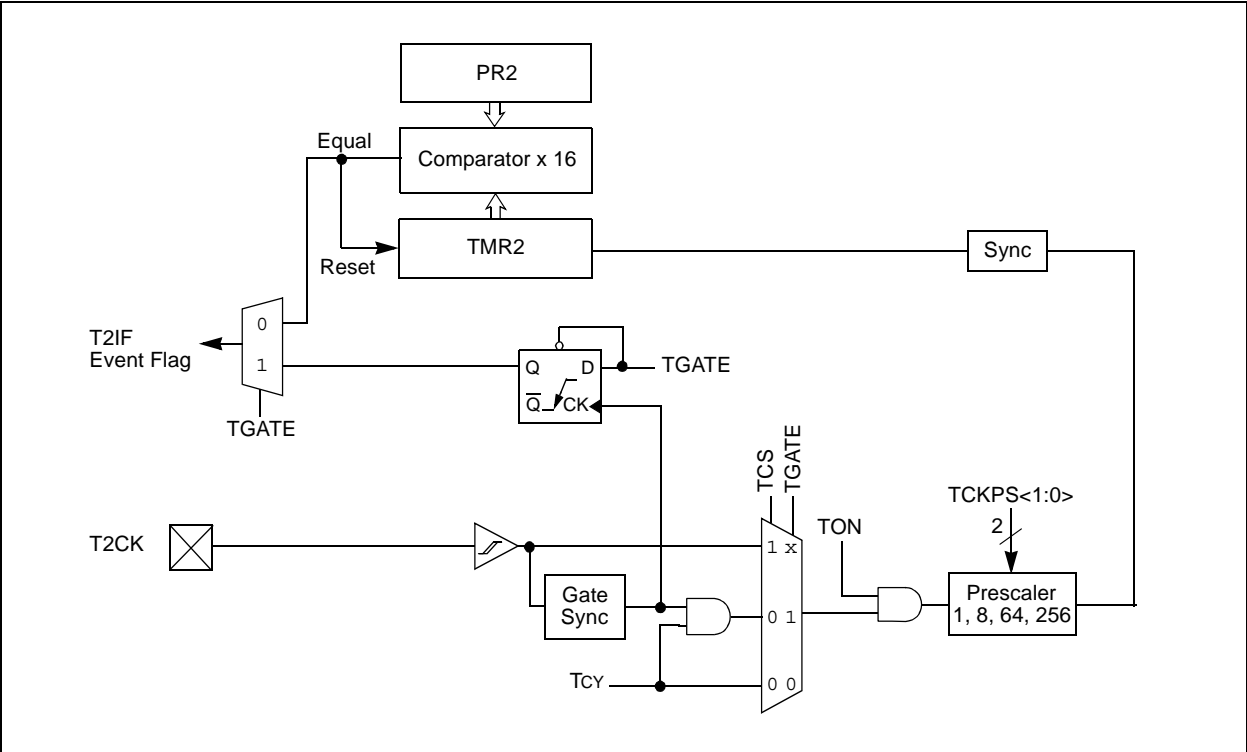 PR2
Equal
Comparator x 16
TMR2
Reset
Sync
T2IF
Event Flag
0
1
TGATE
Q
D
TGATE
Q̅
CK
T2CK
TCS
TGATE
1 x
Gate
Sync
0 1
TCY
0 0
TON
TCKPS<1:0>
2
Prescaler
1, 8, 64, 256